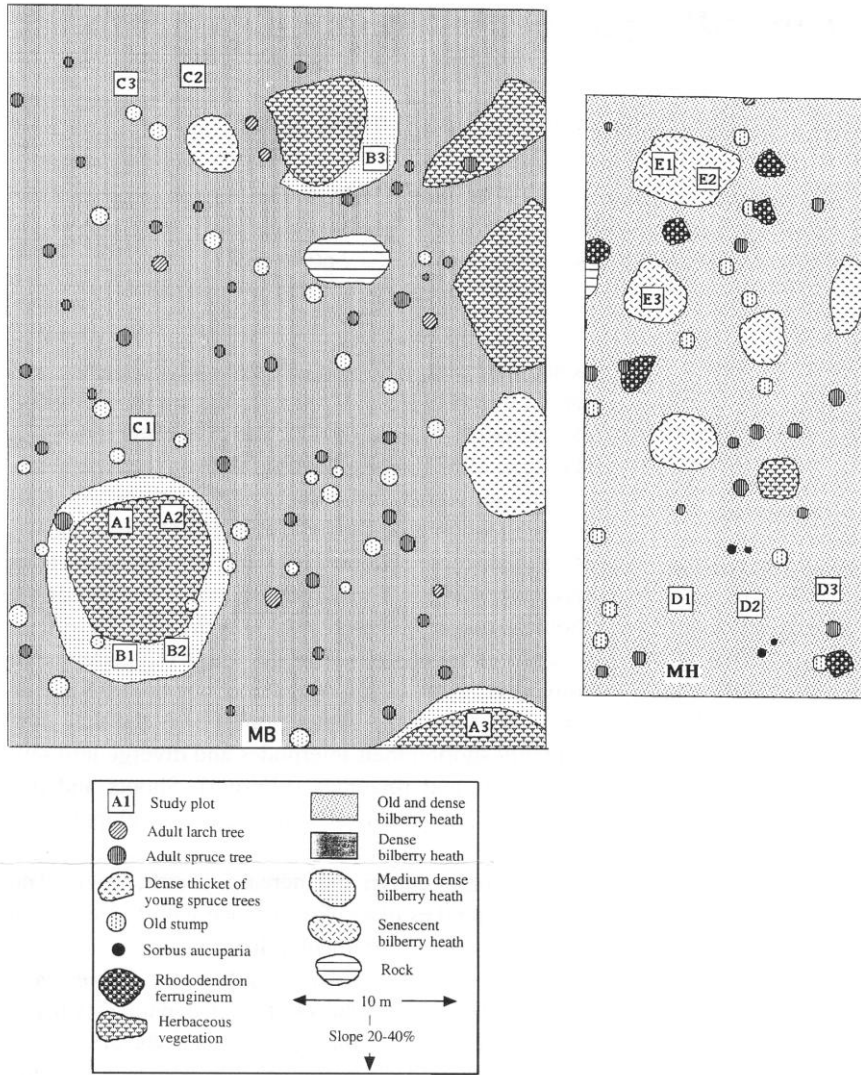 C3
C2
B3
C1
A1
A2
B1
B2
A3
MB
E1
E2
E3
D1
D2
D3
MH
A1 Study plot
Adult larch tree
Adult spruce tree
Dense thicket of
young spruce trees
Old stump
Sorbus aucuparia
Rhododendron
ferrugineum
Herbaceous
vegetation
Old and dense
bilberry heath
Dense
bilberry heath
Medium dense
bilberry heath
Senescent
bilberry heath
Rock
10 m
Slope 20-40%